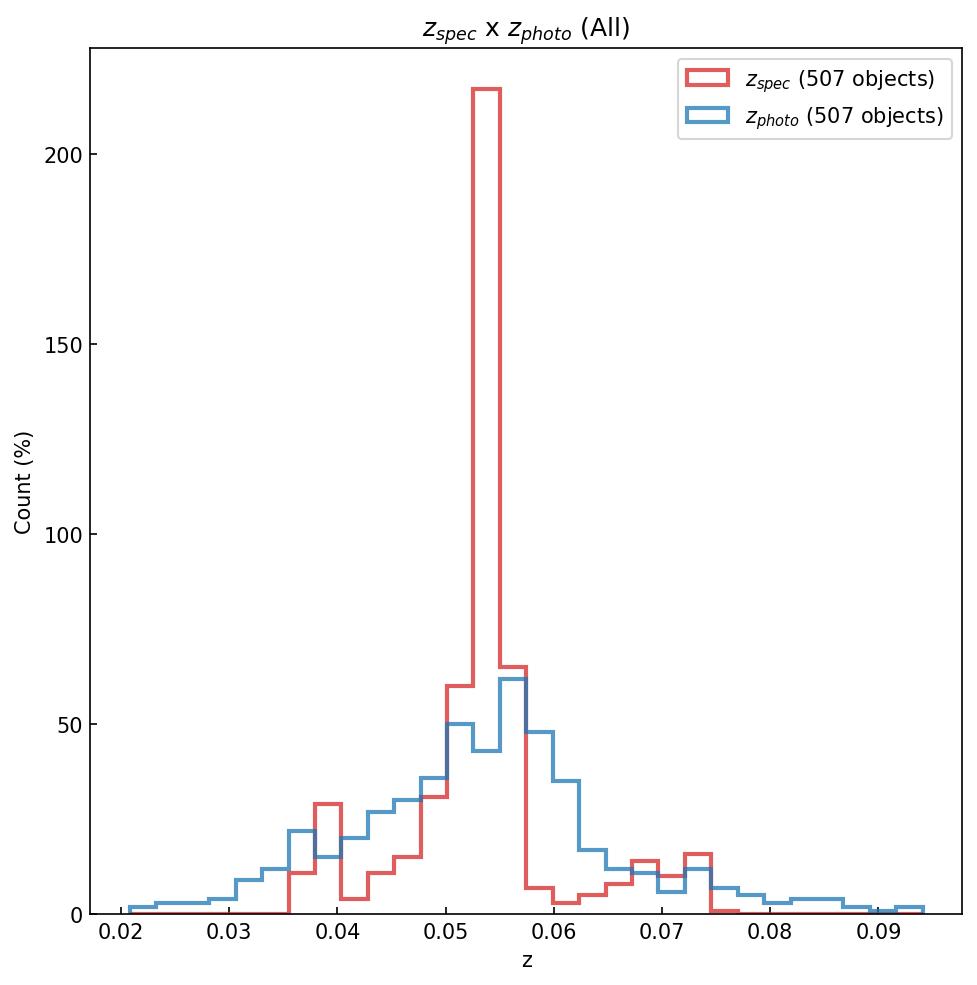 z_spec x z_photo (All)
z_spec (507 objects)
z_photo (507 objects)
Count (%)
200
150
100
50
0
0.02 0.03 0.04 0.05 0.06 0.07 0.08 0.09
z